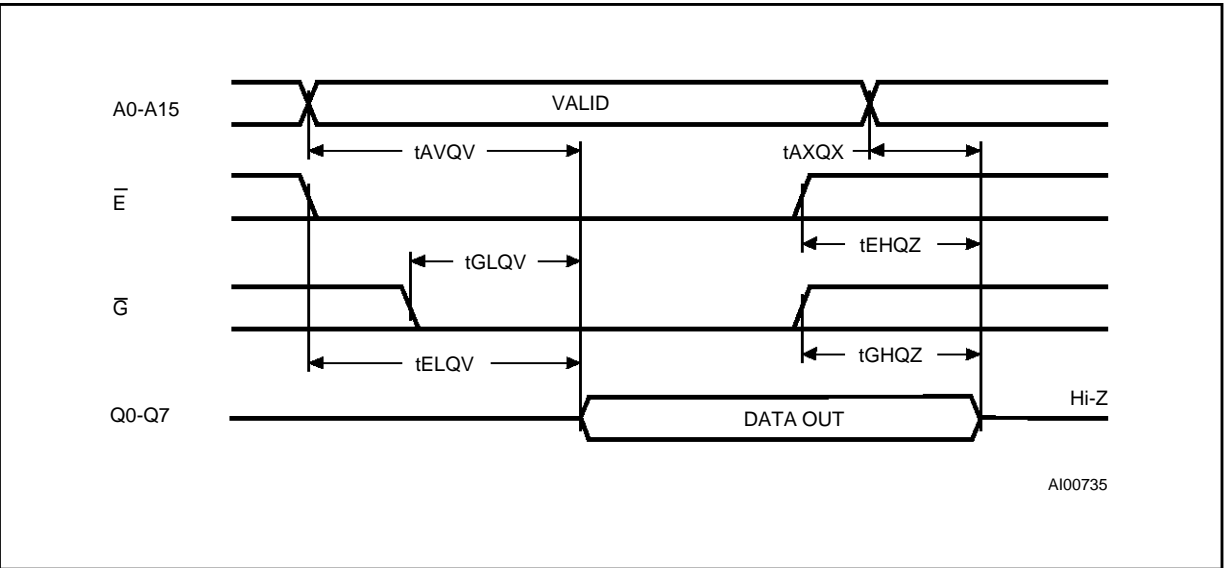 A0-A15
VALID
tAVQV
tAXQX
E̅
tEHQZ
tGLQV
G̅
tGHQZ
tELQV
Hi-Z
Q0-Q7
DATA OUT
AI00735